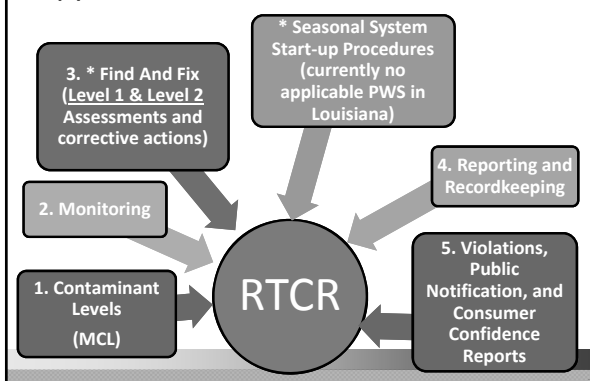 * Seasonal System
Start-up Procedures
(currently no
applicable PWS in
Louisiana)
3. * Find And Fix
(Level 1 & Level 2
Assessments and
corrective actions)
4. Reporting and
Recordkeeping
2. Monitoring
1. Contaminant
Levels
(MCL)
RTCR
5. Violations,
Public
Notification, and
Consumer
Confidence
Reports